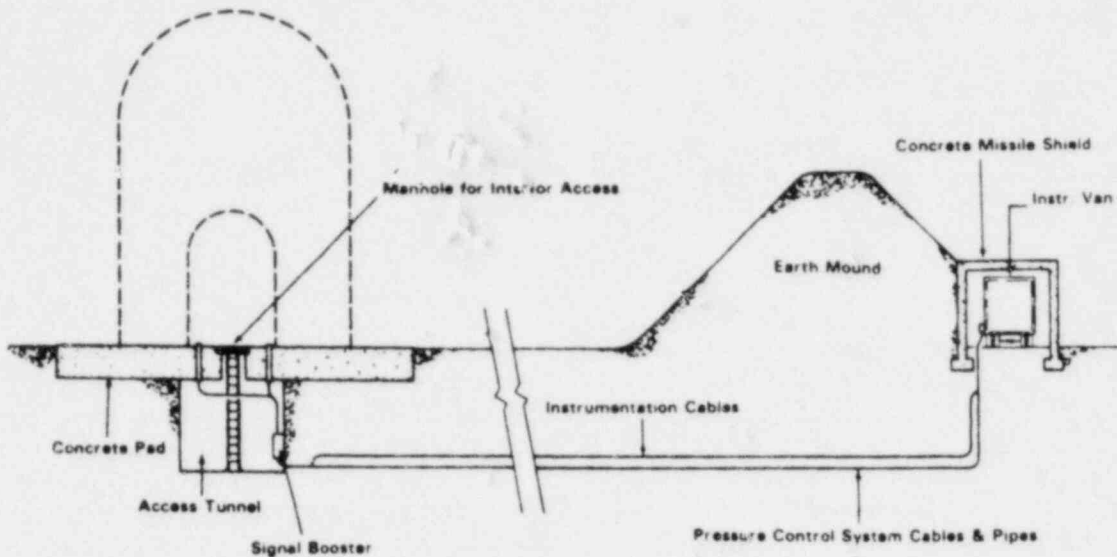 Concrete Missile Shield
Manhole for Interior Access
Instr. Van
Earth Mound
Instrumentation Cables
Concrete Pad
Access Tunnel
Pressure Control System Cables & Pipes
Signal Booster